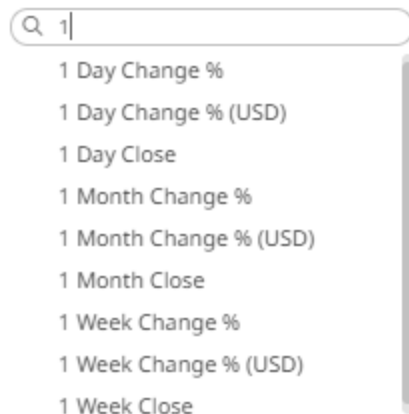 1
1 Day Change %
1 Day Change % (USD)
1 Day Close
1 Month Change %
1 Month Change % (USD)
1 Month Close
1 Week Change %
1 Week Change % (USD)
1 Week Close